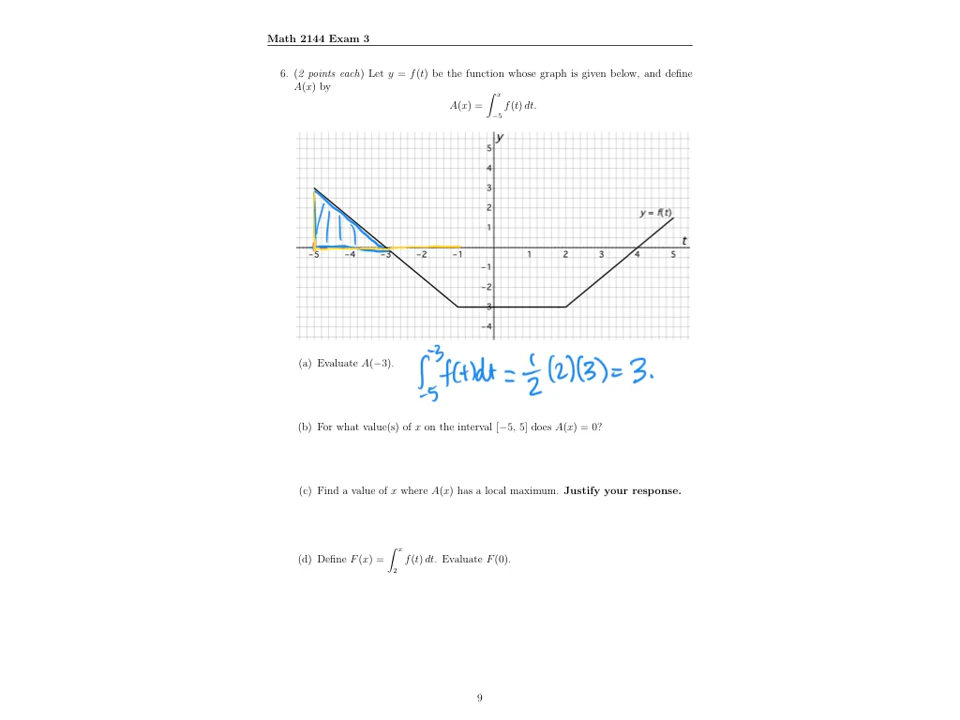 Math 2144 Exam 3
6. (2 points each) Let y = f(t) be the function whose graph is given below, and define
A(x) by
A(x) = ∫_{-5}^{x} f(t) dt.
y
5
4
3
2
y = f(t)
1
t
-5 -4 -3 -2 -1 1 2 3 4 5
-1
-2
-3
-4
(a) Evaluate A(−3). ∫_{-5}^{-3} f(t)dt = 1/2 (2)(3) = 3.
(b) For what value(s) of x on the interval [−5, 5] does A(x) = 0?
(c) Find a value of x where A(x) has a local maximum. Justify your response.
(d) Define F(x) = ∫_{2}^{x} f(t) dt. Evaluate F(0).
9